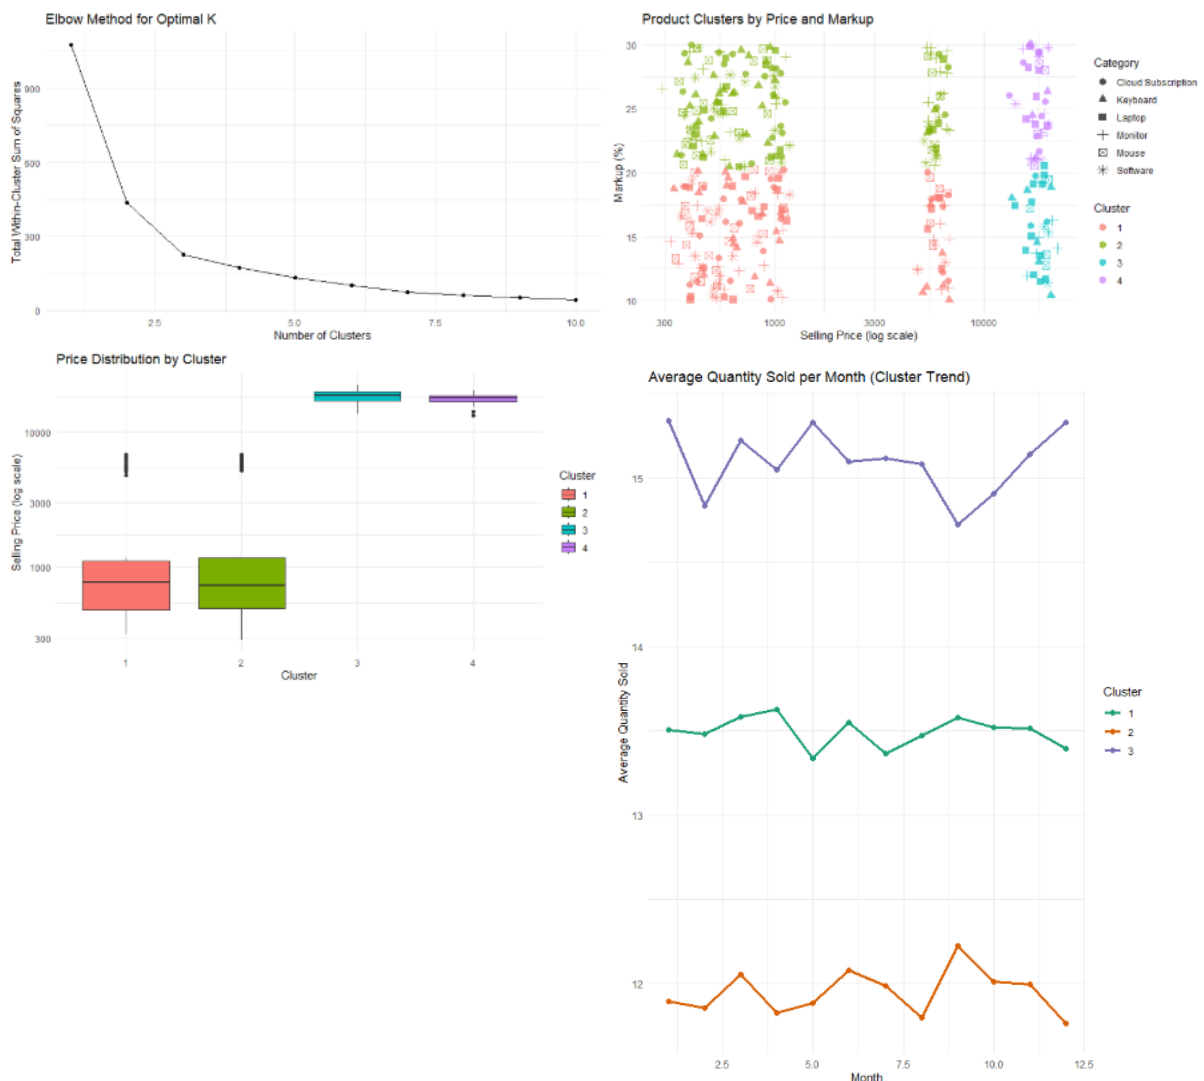 Elbow Method for Optimal K
Total Within-Cluster Sum of Squares
900
600
300
0
2.5 5.0 7.5 10.0
Number of Clusters
Product Clusters by Price and Markup
Markup (%)
30
25
20
15
10
300 1000 3000 10000
Selling Price (log scale)
Category
Cloud Subscription
Keyboard
Laptop
Monitor
Mouse
Software
Cluster
1
2
3
4
Price Distribution by Cluster
Selling Price (log scale)
10000
3000
1000
300
1 2 3 4
Cluster
Cluster
1
2
3
4
Average Quantity Sold per Month (Cluster Trend)
Average Quantity Sold
15
14
13
12
2.5 5.0 7.5 10.0 12.5
Month
Cluster
1
2
3